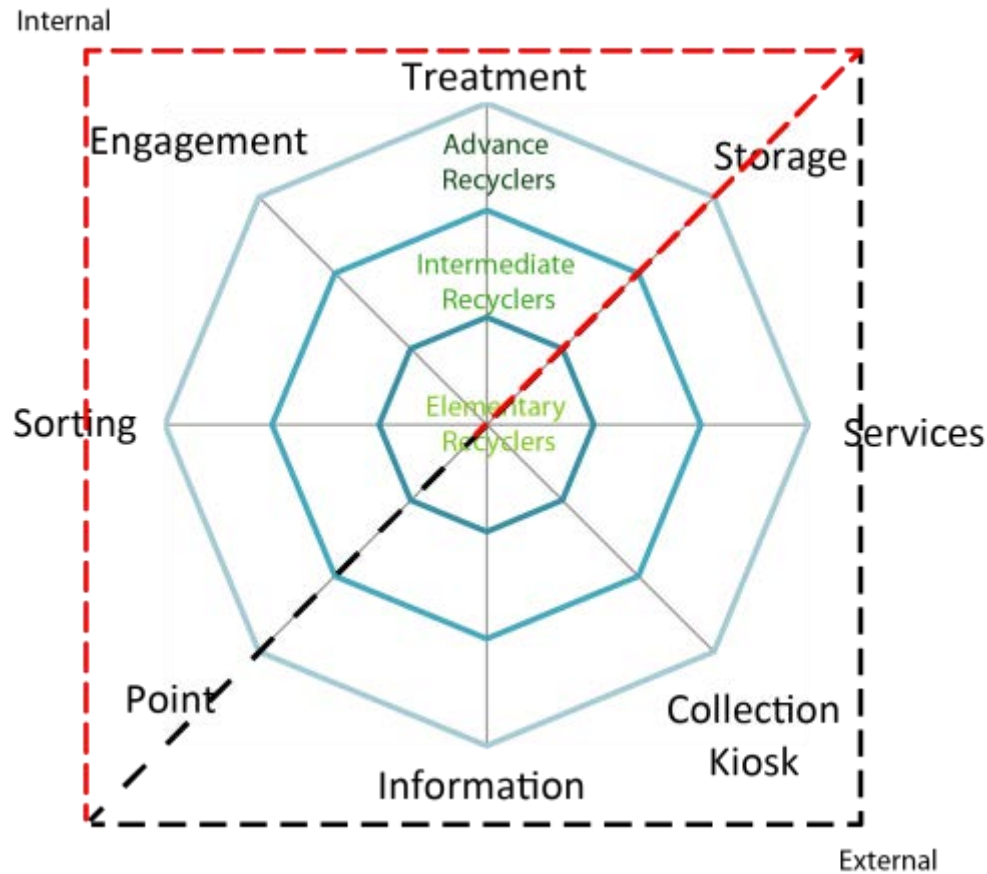 Internal
Treatment
Engagement
Advance
Recyclers
Storage
Intermediate
Recyclers
Elementary
Recyclers
Sorting
Services
Point
Collection
Kiosk
Information
External